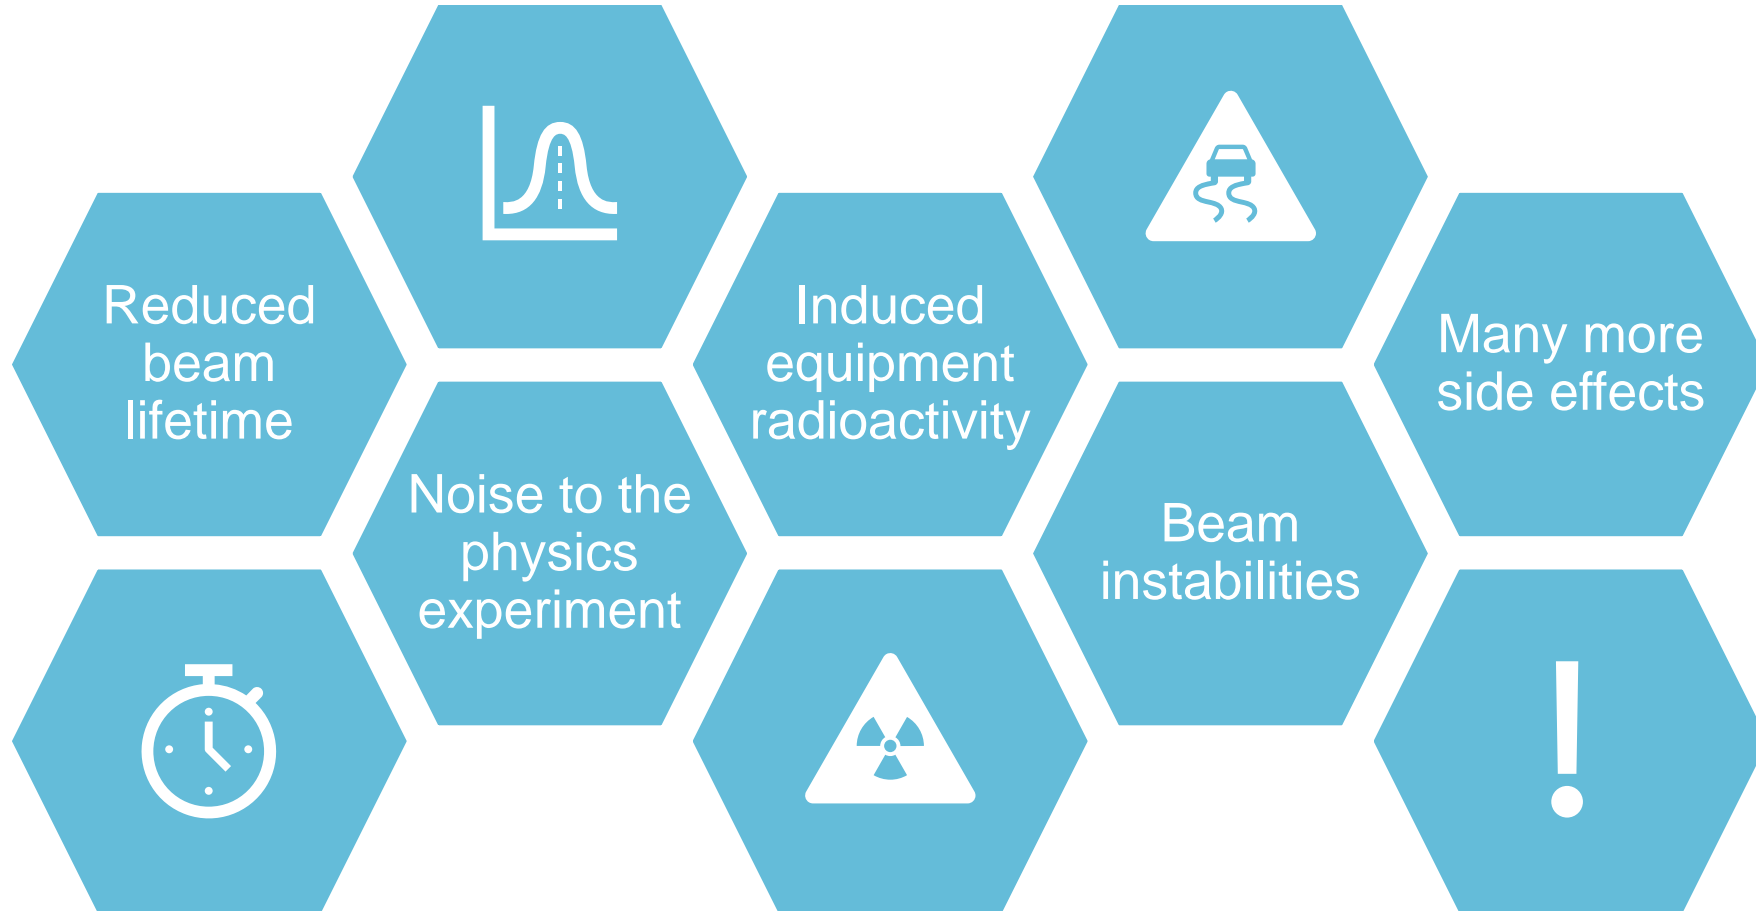 Reduced
beam
lifetime
Noise to the
physics
experiment
Induced
equipment
radioactivity
Beam
instabilities
Many more
side effects